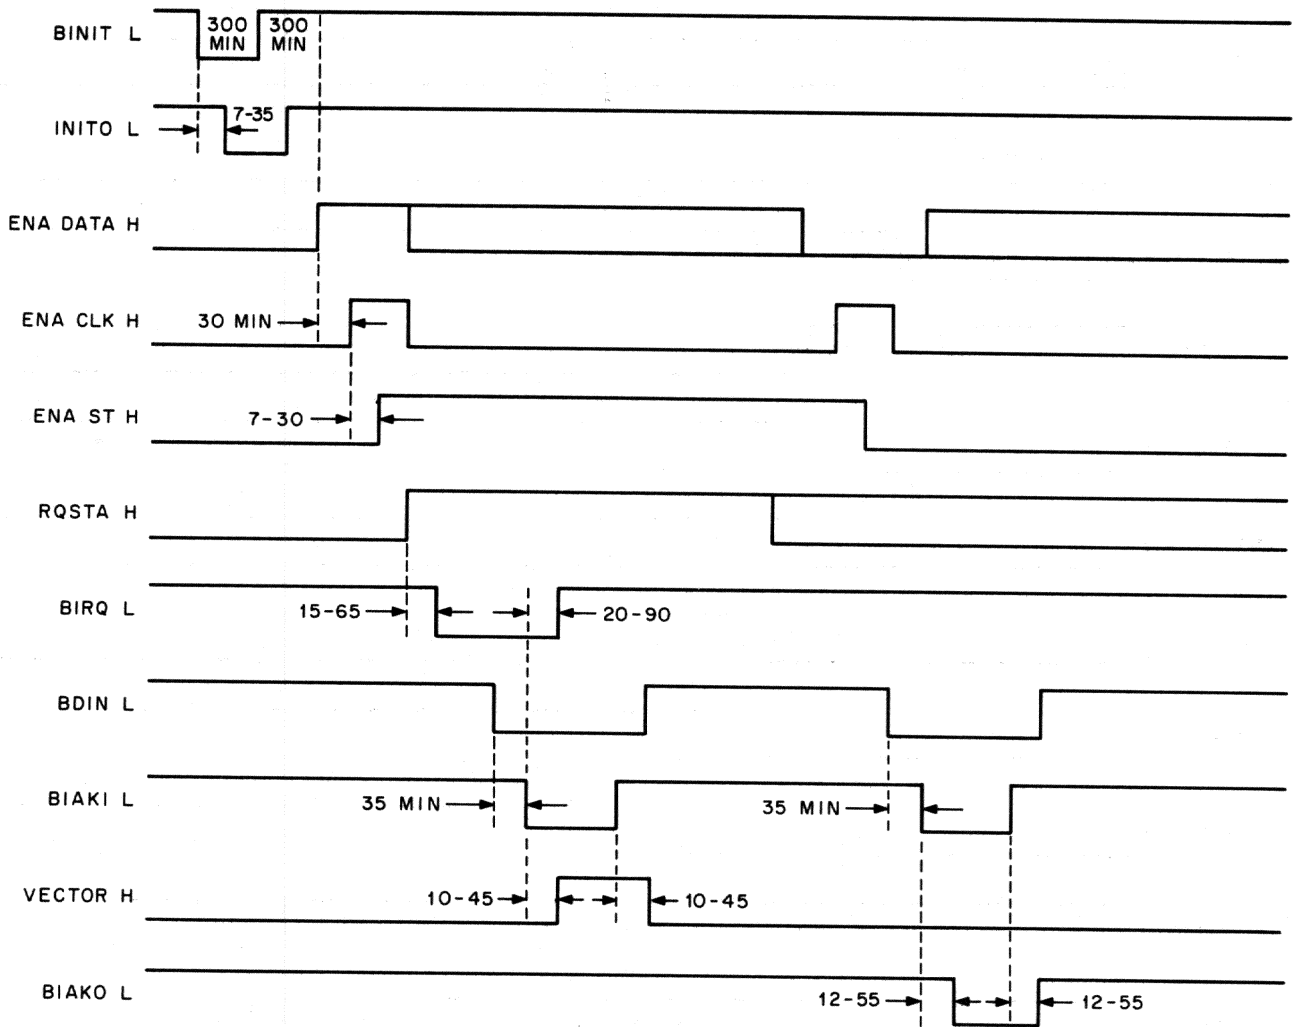 BINIT L
300 MIN
300 MIN
INITO L
7-35
ENA DATA H
ENA CLK H
30 MIN
ENA ST H
7-30
RQSTA H
BIRQ L
15-65
20-90
BDIN L
BIAKI L
35 MIN
35 MIN
VECTOR H
10-45
10-45
BIAKO L
12-55
12-55